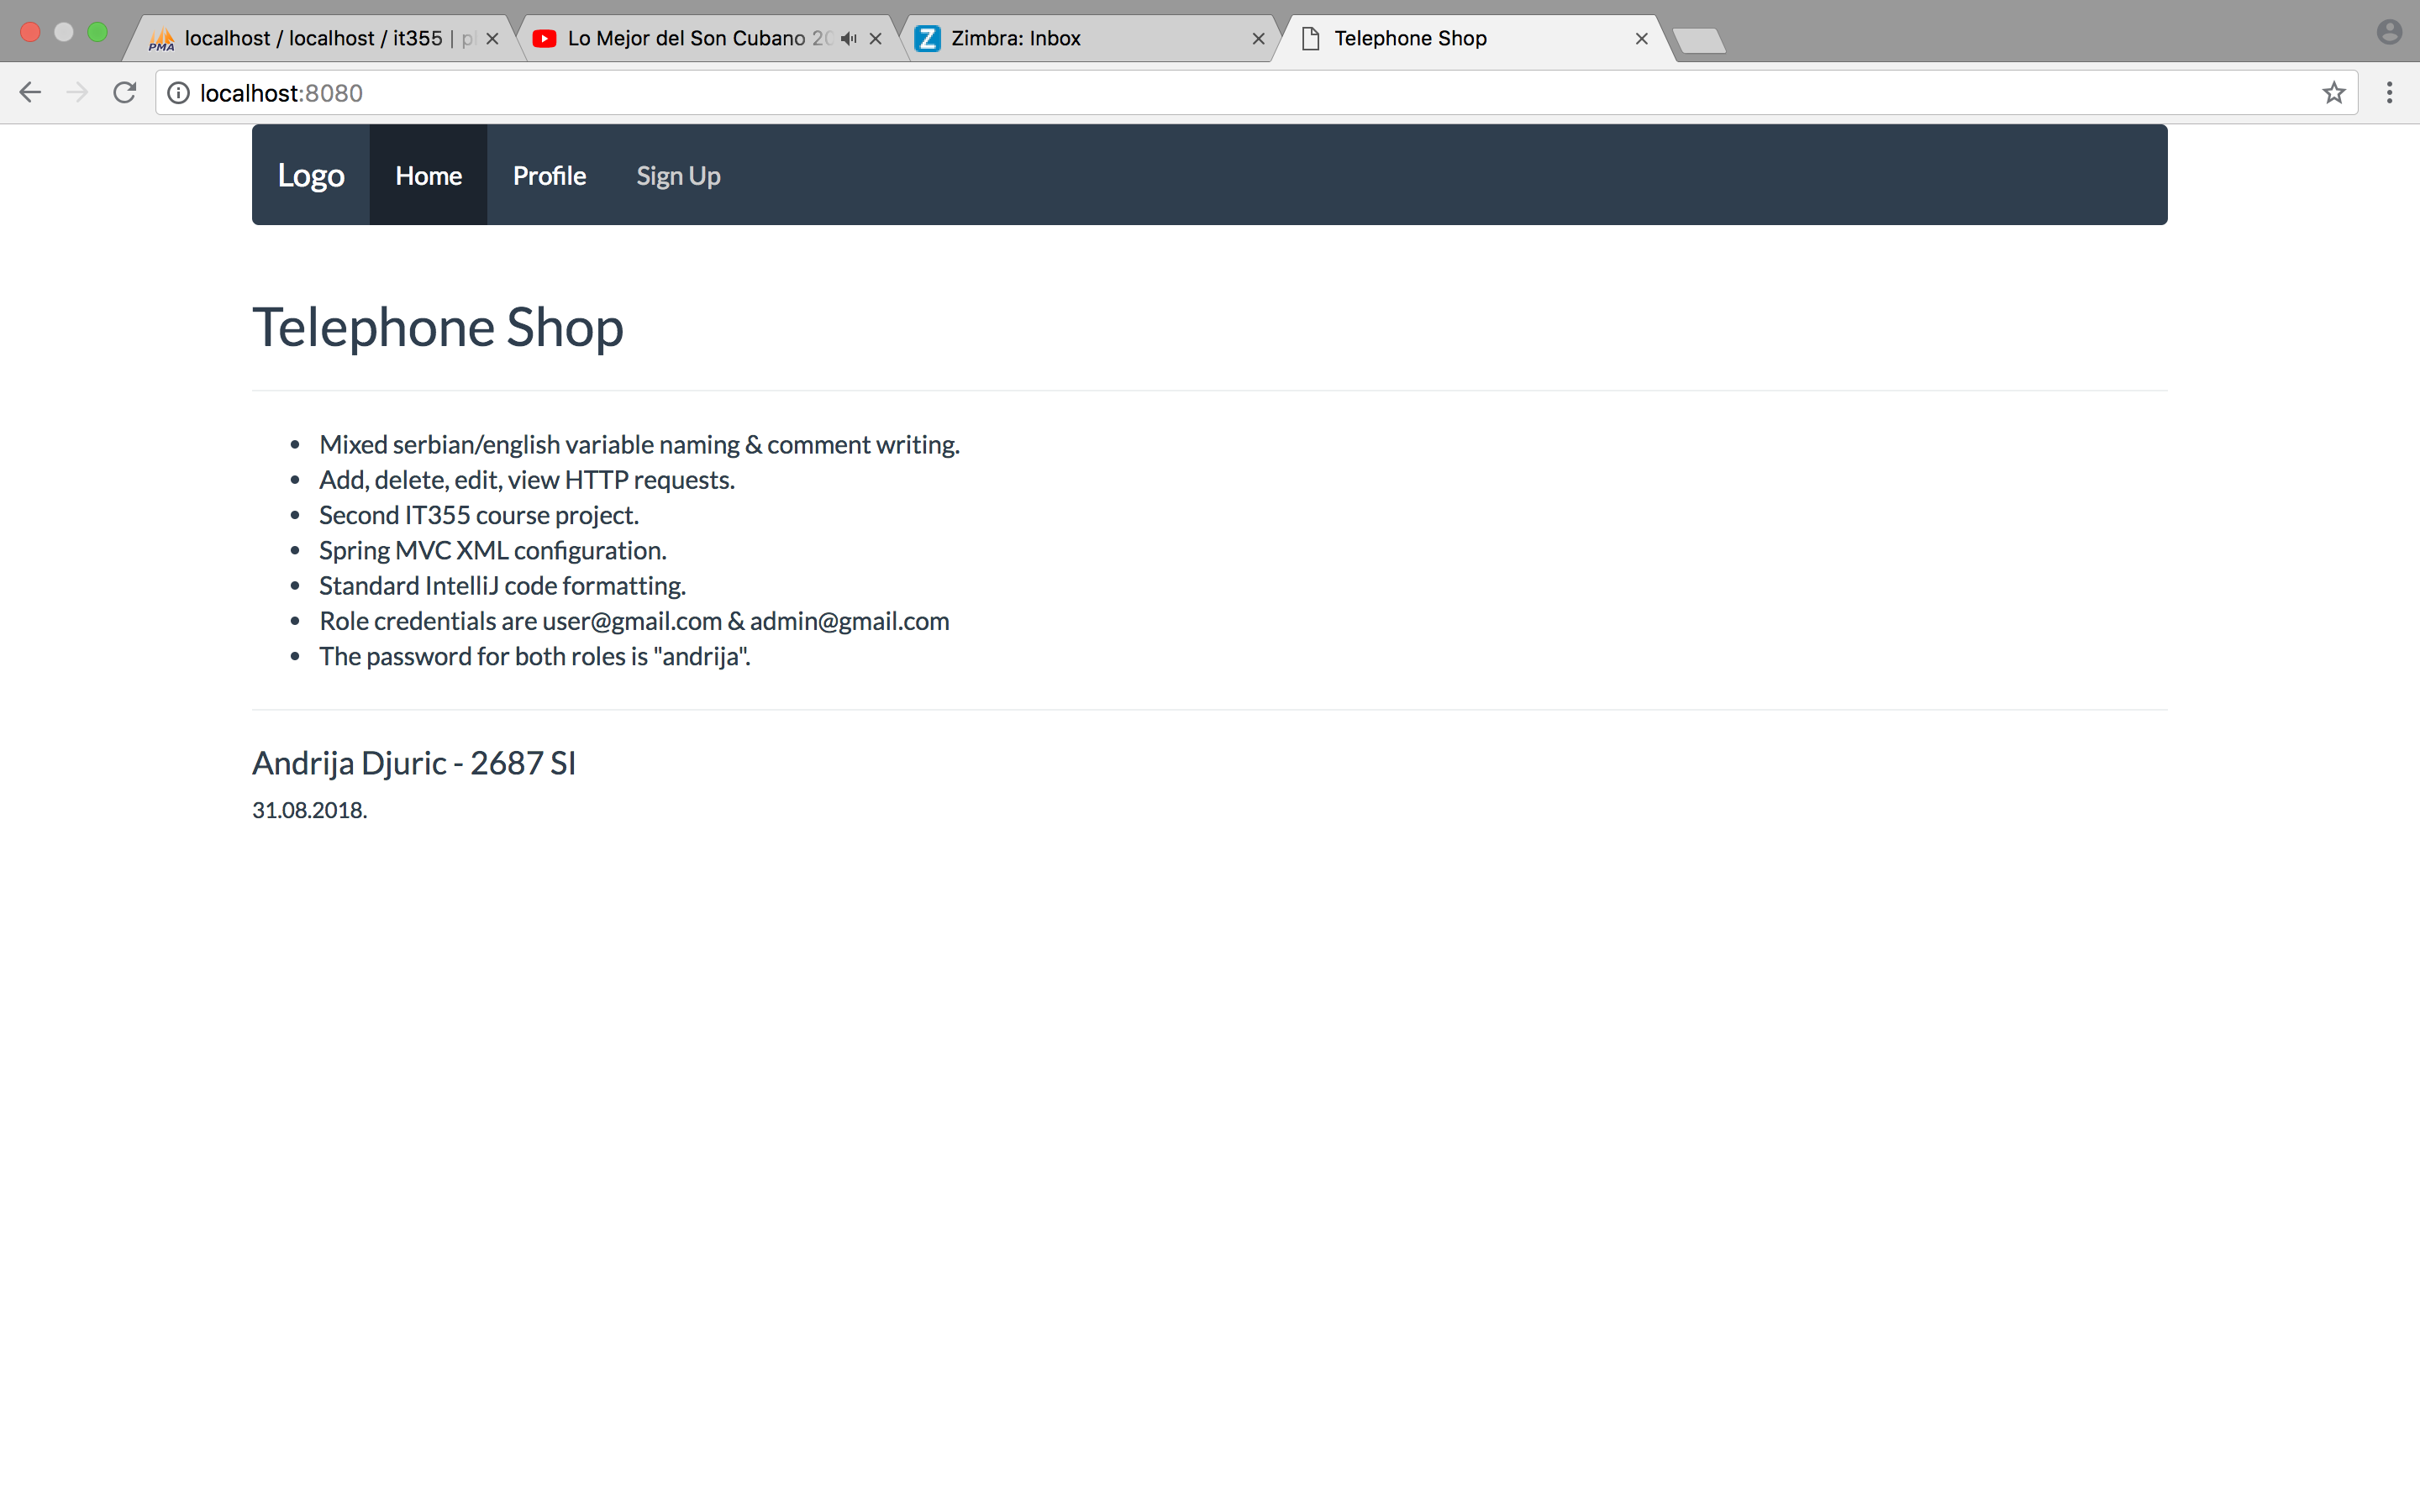 PMA localhost / localhost / it355 |
Lo Mejor del Son Cubano
Zimbra: Inbox
Telephone Shop
localhost:8080
Logo Home Profile Sign Up
Telephone Shop
Mixed serbian/english variable naming & comment writing.
Add, delete, edit, view HTTP requests.
Second IT355 course project.
Spring MVC XML configuration.
Standard IntelliJ code formatting.
Role credentials are user@gmail.com & admin@gmail.com
The password for both roles is "andrija".
Andrija Djuric - 2687 SI
31.08.2018.